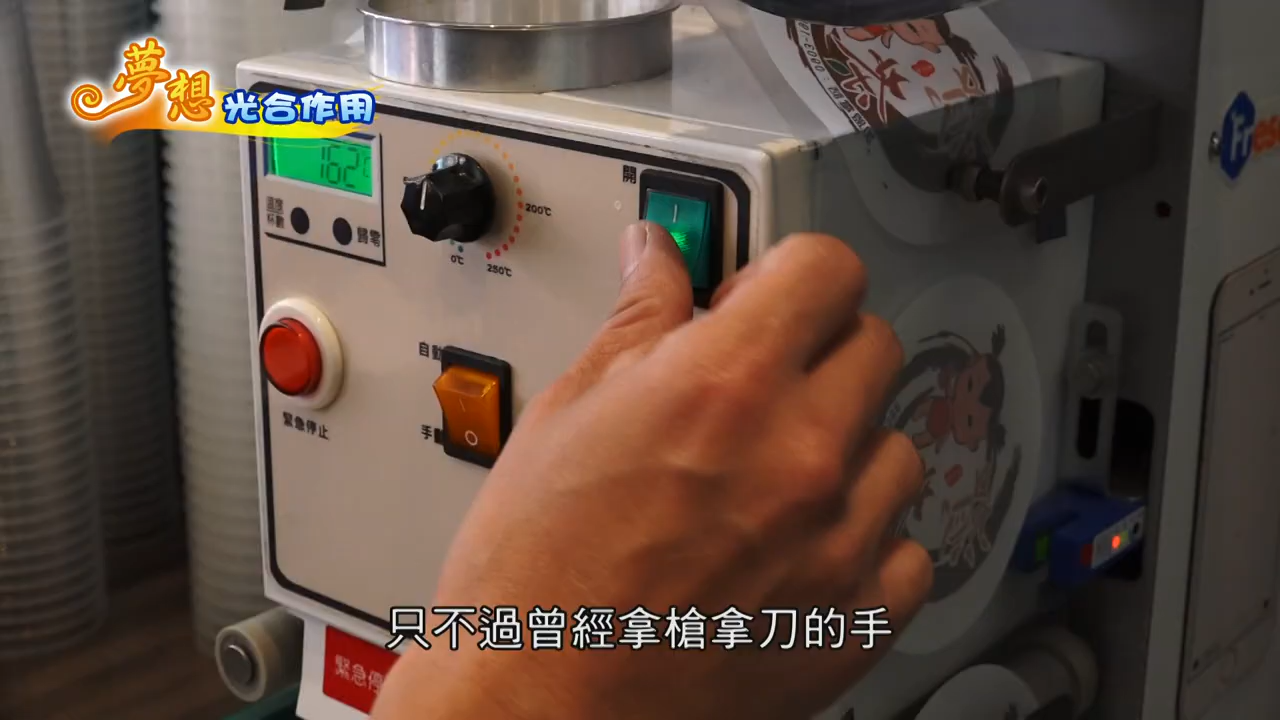 夢想
光合作用
162℃
溫度
杯數
歸零
開
200℃
0℃
250℃
自動
手動
緊急停止
緊急停
只不過曾經拿槍拿刀的手